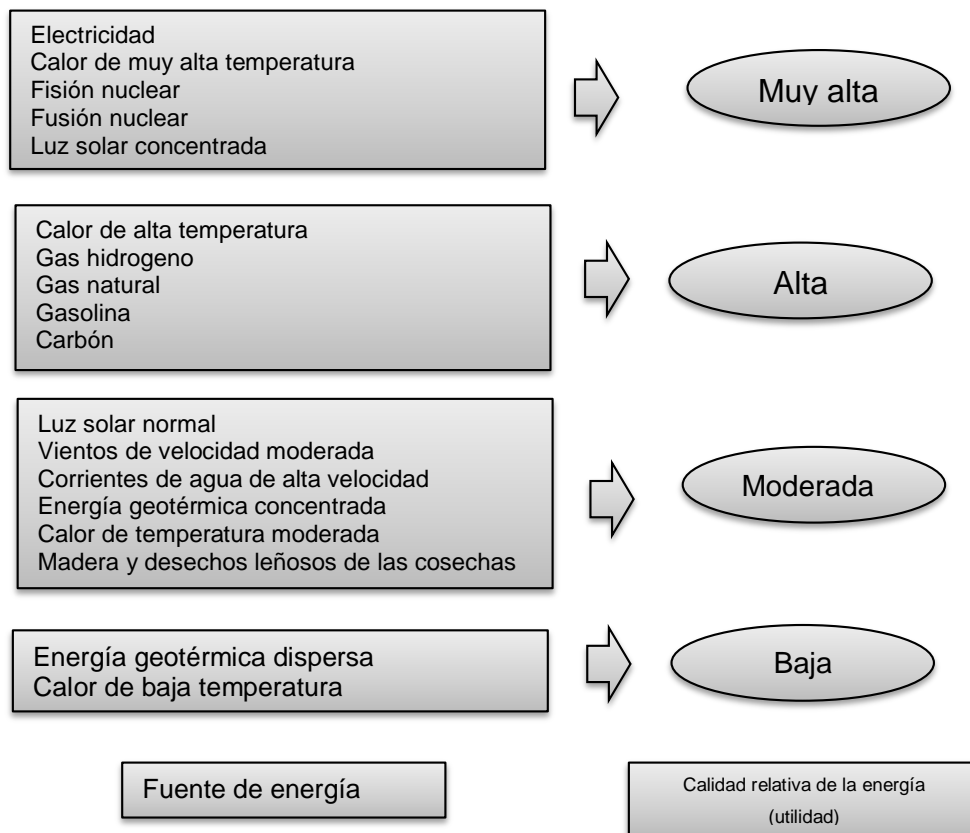 Electricidad
Calor de muy alta temperatura
Fisión nuclear
Fusión nuclear
Luz solar concentrada
Muy alta
Calor de alta temperatura
Gas hidrogeno
Gas natural
Gasolina
Carbón
Alta
Luz solar normal
Vientos de velocidad moderada
Corrientes de agua de alta velocidad
Energía geotérmica concentrada
Calor de temperatura moderada
Madera y desechos leñosos de las cosechas
Moderada
Energía geotérmica dispersa
Calor de baja temperatura
Baja
Fuente de energía
Calidad relativa de la energía
(utilidad)